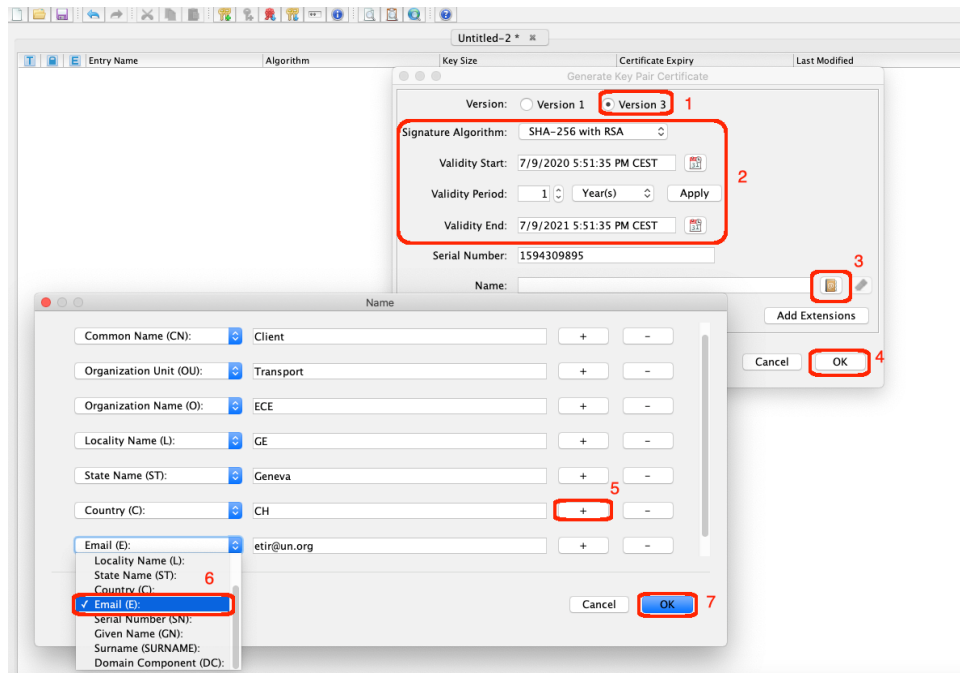 Untitled-2 *
T E Entry Name Algorithm Key Size Certificate Expiry Last Modified
Generate Key Pair Certificate
Version: Version 1 Version 3 1
Signature Algorithm: SHA-256 with RSA
Validity Start: 7/9/2020 5:51:35 PM CEST
2
Validity Period: 1 Year(s) Apply
Validity End: 7/9/2021 5:51:35 PM CEST
Serial Number: 1594309895
3
Name:
Add Extensions
Cancel OK 4
Name
Common Name (CN): Client + -
Organization Unit (OU): Transport + -
Organization Name (O): ECE + -
Locality Name (L): GE + -
State Name (ST): Geneva + -
5
Country (C): CH + -
Email (E): etir@un.org + -
Locality Name (L):
State Name (ST):
6
Country (C):
✓ Email (E):
Serial Number (SN):
Given Name (GN):
Surname (SURNAME):
Domain Component (DC):
Cancel OK 7